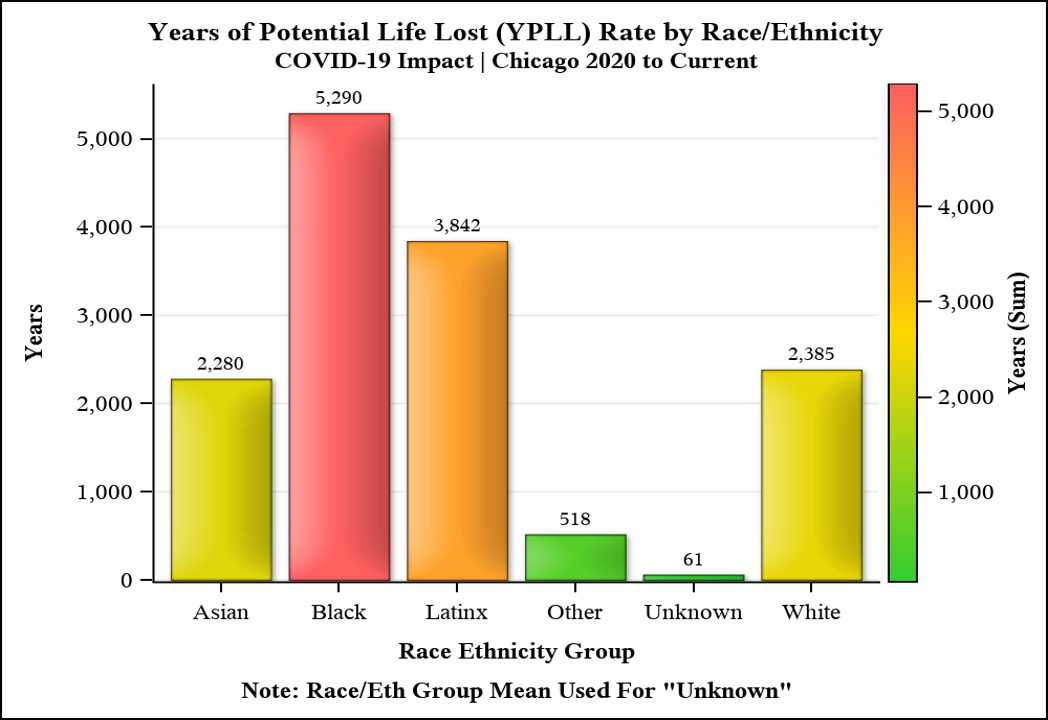 Years of Potential Life Lost (YPLL) Rate by Race/Ethnicity
COVID-19 Impact | Chicago 2020 to Current
5,290
5,000
5,000
4,000
3,842
4,000
3,000
3,000
Years
Years (Sum)
2,280
2,385
2,000
2,000
1,000
518
1,000
61
0
Asian Black Latinx Other Unknown White
Race Ethnicity Group
Note: Race/Eth Group Mean Used For "Unknown"